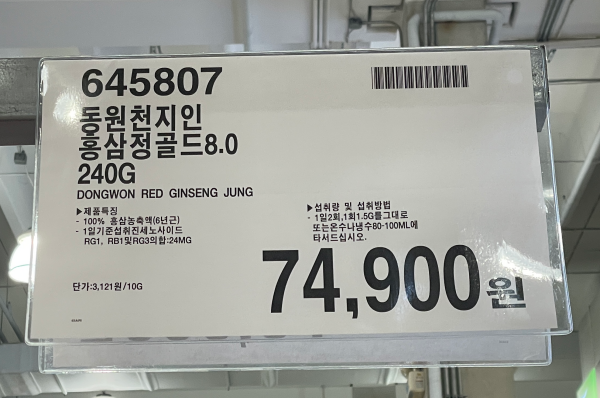 645807
동원천지인
홍삼정골드8.0
240G
DONGWON RED GINSENG JUNG
▶제품특징
- 100% 홍삼농축액(6년근)
- 1일기준섭취진세노사이드
RG1, RB1및RG3의합:24MG
▶섭취량 및 섭취방법
- 1일2회,1회1.5G를그대로
또는온수나냉수80-100ML에
타서드십시오.
74,900원
단가:3,121원/10G